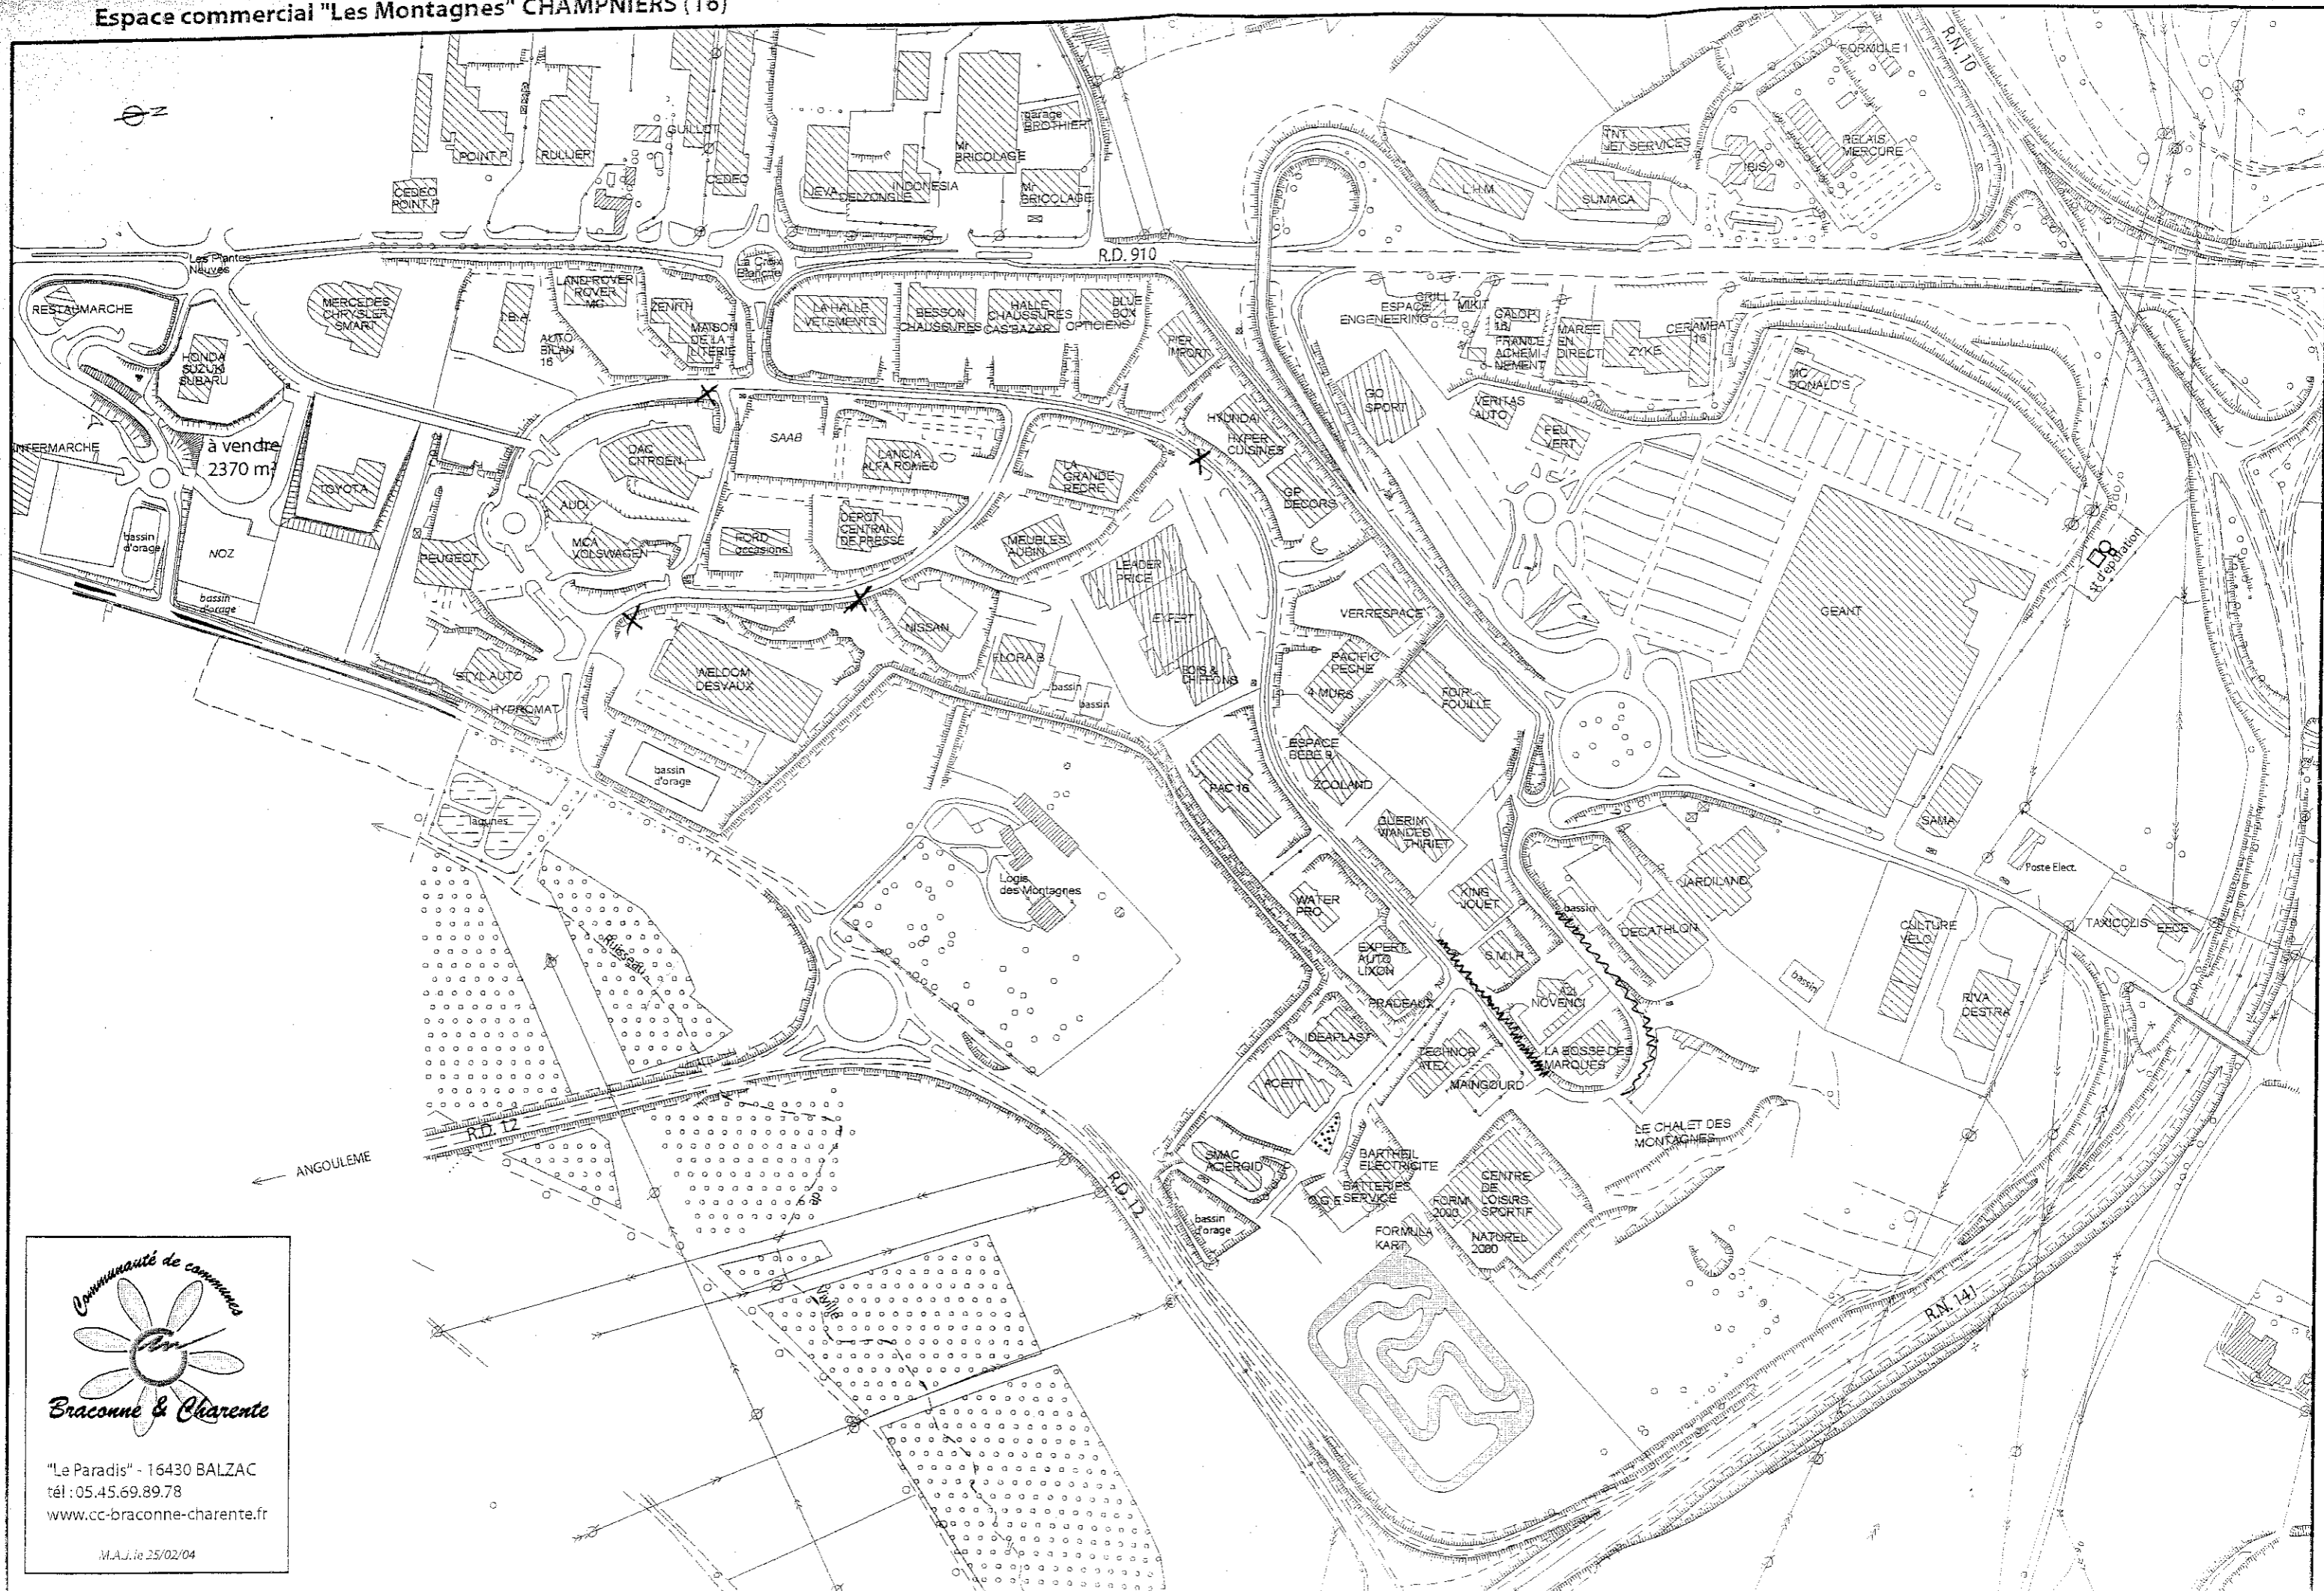 Espace commercial "Les Montagnes" CHAMPNIERS (16)
N
R.N. 10
FORMULE 1
RELAIS
MERCURE
IBIS
TNT
JET SERVICES
SUMACA
L.H.M
garage
BROTHIER
Mr
BRICOLAGE
Mr
BRICOLAGE
INDONESIA
DELZONGLE
JEVA
CEDEO
GUILLOT
RULLIER
POINT P
CEDEO
POINT P
R.D. 910
La Croix
Blanche
Les Plantes
Neuves
RESTAUMARCHE
MERCEDES
CHRYSLER
SMART
HONDA
SUZUKI
SUBARU
AUTO
BILAN
16
LAND ROVER
ROVER
MG
ZENITH
MAISON
DE LA
LITERIE
LA HALLE
VETEMENTS
BESSON
CHAUSSURES
HALLE
CHAUSSURES
CAS'BAZAR
OPTICIENS
BLUE
BOX
PIER
IMPORT
ESPACE
ENGENEERING
GRILL Z
MIKIT
GALOP
16
FRANCE
ACHEMI-
NEMENT
MAREE
EN
DIRECT
ZYKE
CERAMBAT
16
MC
DONALD'S
GO
SPORT
VERITAS
AUTO
FEU
VERT
INTERMARCHE
à vendre
2370 m²
TOYOTA
bassin
d'orage
NOZ
bassin
d'orage
PEUGEOT
AUDI
DAC
CITROEN
MCA
VOLSWAGEN
SAAB
LANCIA
ALFA ROMEO
FORD
occasions
DEPOT
CENTRAL
DE PRESSE
LA
GRANDE
RECRE
MEUBLES
AUBIN
HYUNDAI
HYPER
CUISINES
GP
DECORS
LEADER
PRICE
EXPERT
BOIS &
CHIFFONS
NISSAN
FLORA B
bassin
bassin
WELDOM
DESVAUX
STYL'AUTO
HYDROMAT
bassin
d'orage
lagunes
VERRESPACE
PACIFIC
PECHE
4 MURS
FOIR
FOUILLE
ESPACE
BEBE 9
ZOOLAND
PAC 16
GUERIN
VIANDES
THIRIET
GEANT
St d'épuration
SAMA
Poste Elect.
TAXICOLIS
CULTURE
VELO
RIVA
DESTRA
bassin
JARDILAND
DECATHLON
bassin
KING
JOUET
S.M.I.R
NOVENCI
LA BOSSE DES
MARQUES
WATER
PRO
EXPERT
AUTO
LIXON
PRADEAUX
IDEAPLAST
ACETT
TECHNOR
ATEX
MAINGOURD
LE CHALET DES
MONTAGNES
Logis
des Montagnes
Ruisseau
R.D. 12
ANGOULEME
R.D. 12
SMAC
ACIEROID
bassin
d'orage
BARTHEIL
ELECTRICITE
BATTERIES
SERVICE
FORM
2000
CENTRE
DE
LOISIRS
SPORTIF
NATUREL
2000
FORMULA
KART
R.N. 141
Viville
Communauté de communes
Braconne & Charente
"Le Paradis" - 16430 BALZAC
tél : 05.45.69.89.78
www.cc-braconne-charente.fr
M.A.J. le 25/02/04